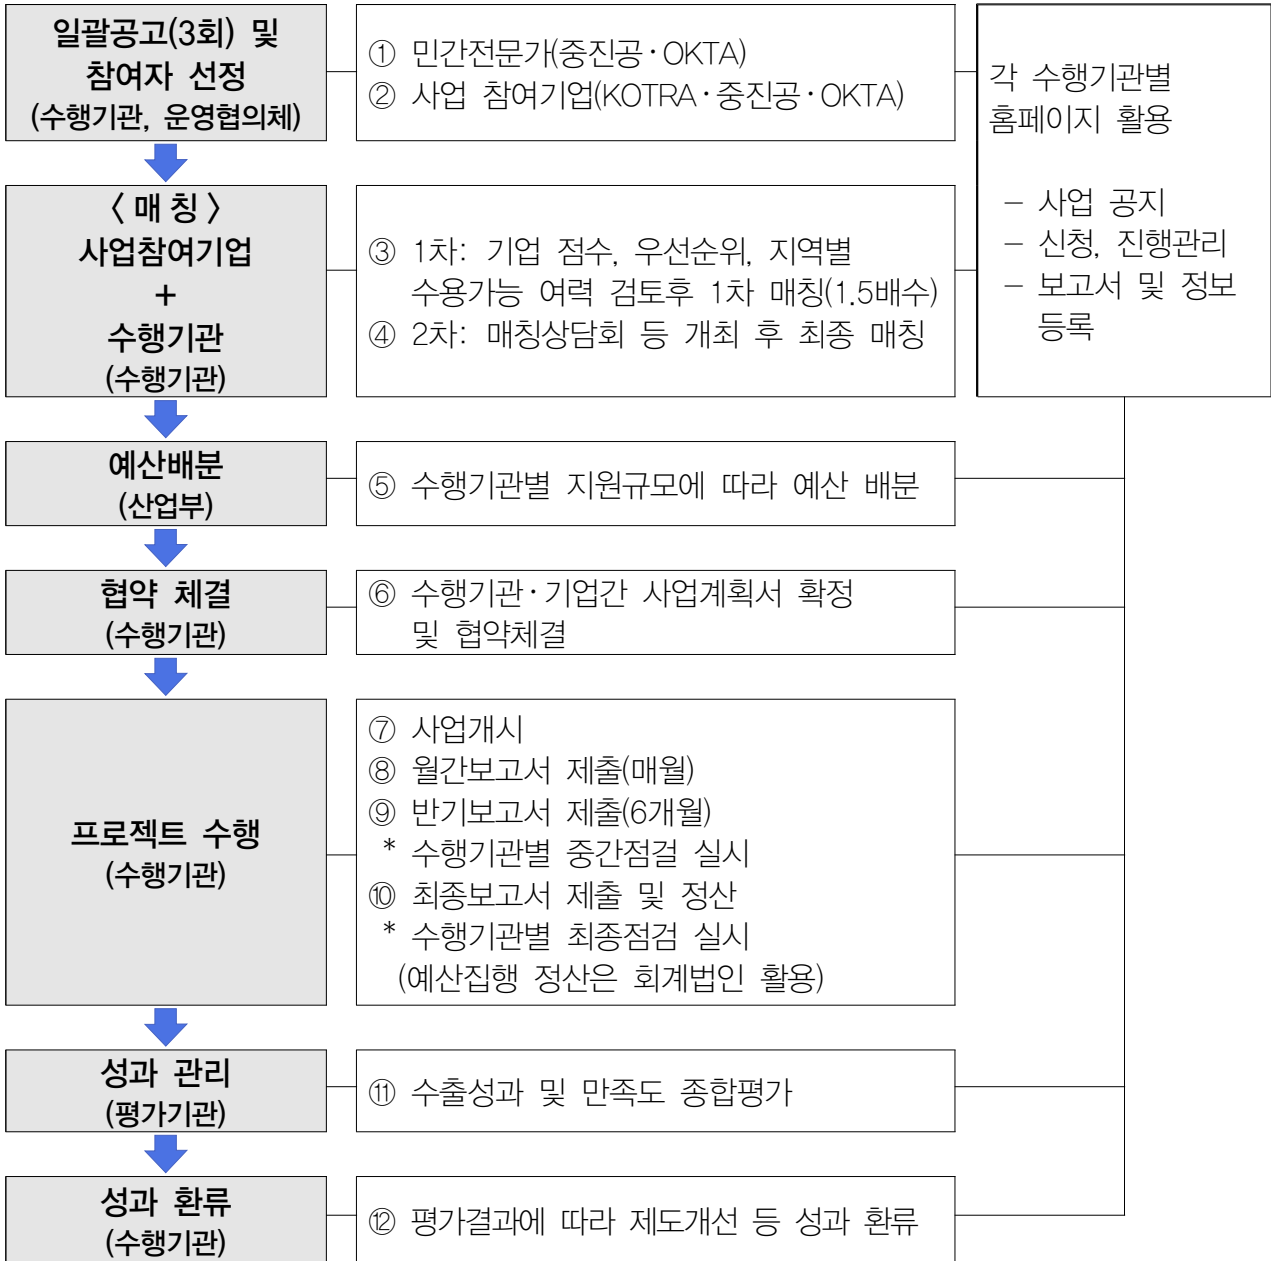 일괄공고(3회) 및
참여자 선정
(수행기관, 운영협의체)
① 민간전문가(중진공·OKTA)
② 사업 참여기업(KOTRA·중진공·OKTA)
각 수행기관별
홈페이지 활용
– 사업 공지
– 신청, 진행관리
– 보고서 및 정보
등록
〈 매 칭 〉
사업참여기업
+
수행기관
(수행기관)
③ 1차: 기업 점수, 우선순위, 지역별
수용가능 여력 검토후 1차 매칭(1.5배수)
④ 2차: 매칭상담회 등 개최 후 최종 매칭
예산배분
(산업부)
⑤ 수행기관별 지원규모에 따라 예산 배분
협약 체결
(수행기관)
⑥ 수행기관·기업간 사업계획서 확정
및 협약체결
프로젝트 수행
(수행기관)
⑦ 사업개시
⑧ 월간보고서 제출(매월)
⑨ 반기보고서 제출(6개월)
* 수행기관별 중간점걸 실시
⑩ 최종보고서 제출 및 정산
* 수행기관별 최종점검 실시
(예산집행 정산은 회계법인 활용)
성과 관리
(평가기관)
⑪ 수출성과 및 만족도 종합평가
성과 환류
(수행기관)
⑫ 평가결과에 따라 제도개선 등 성과 환류